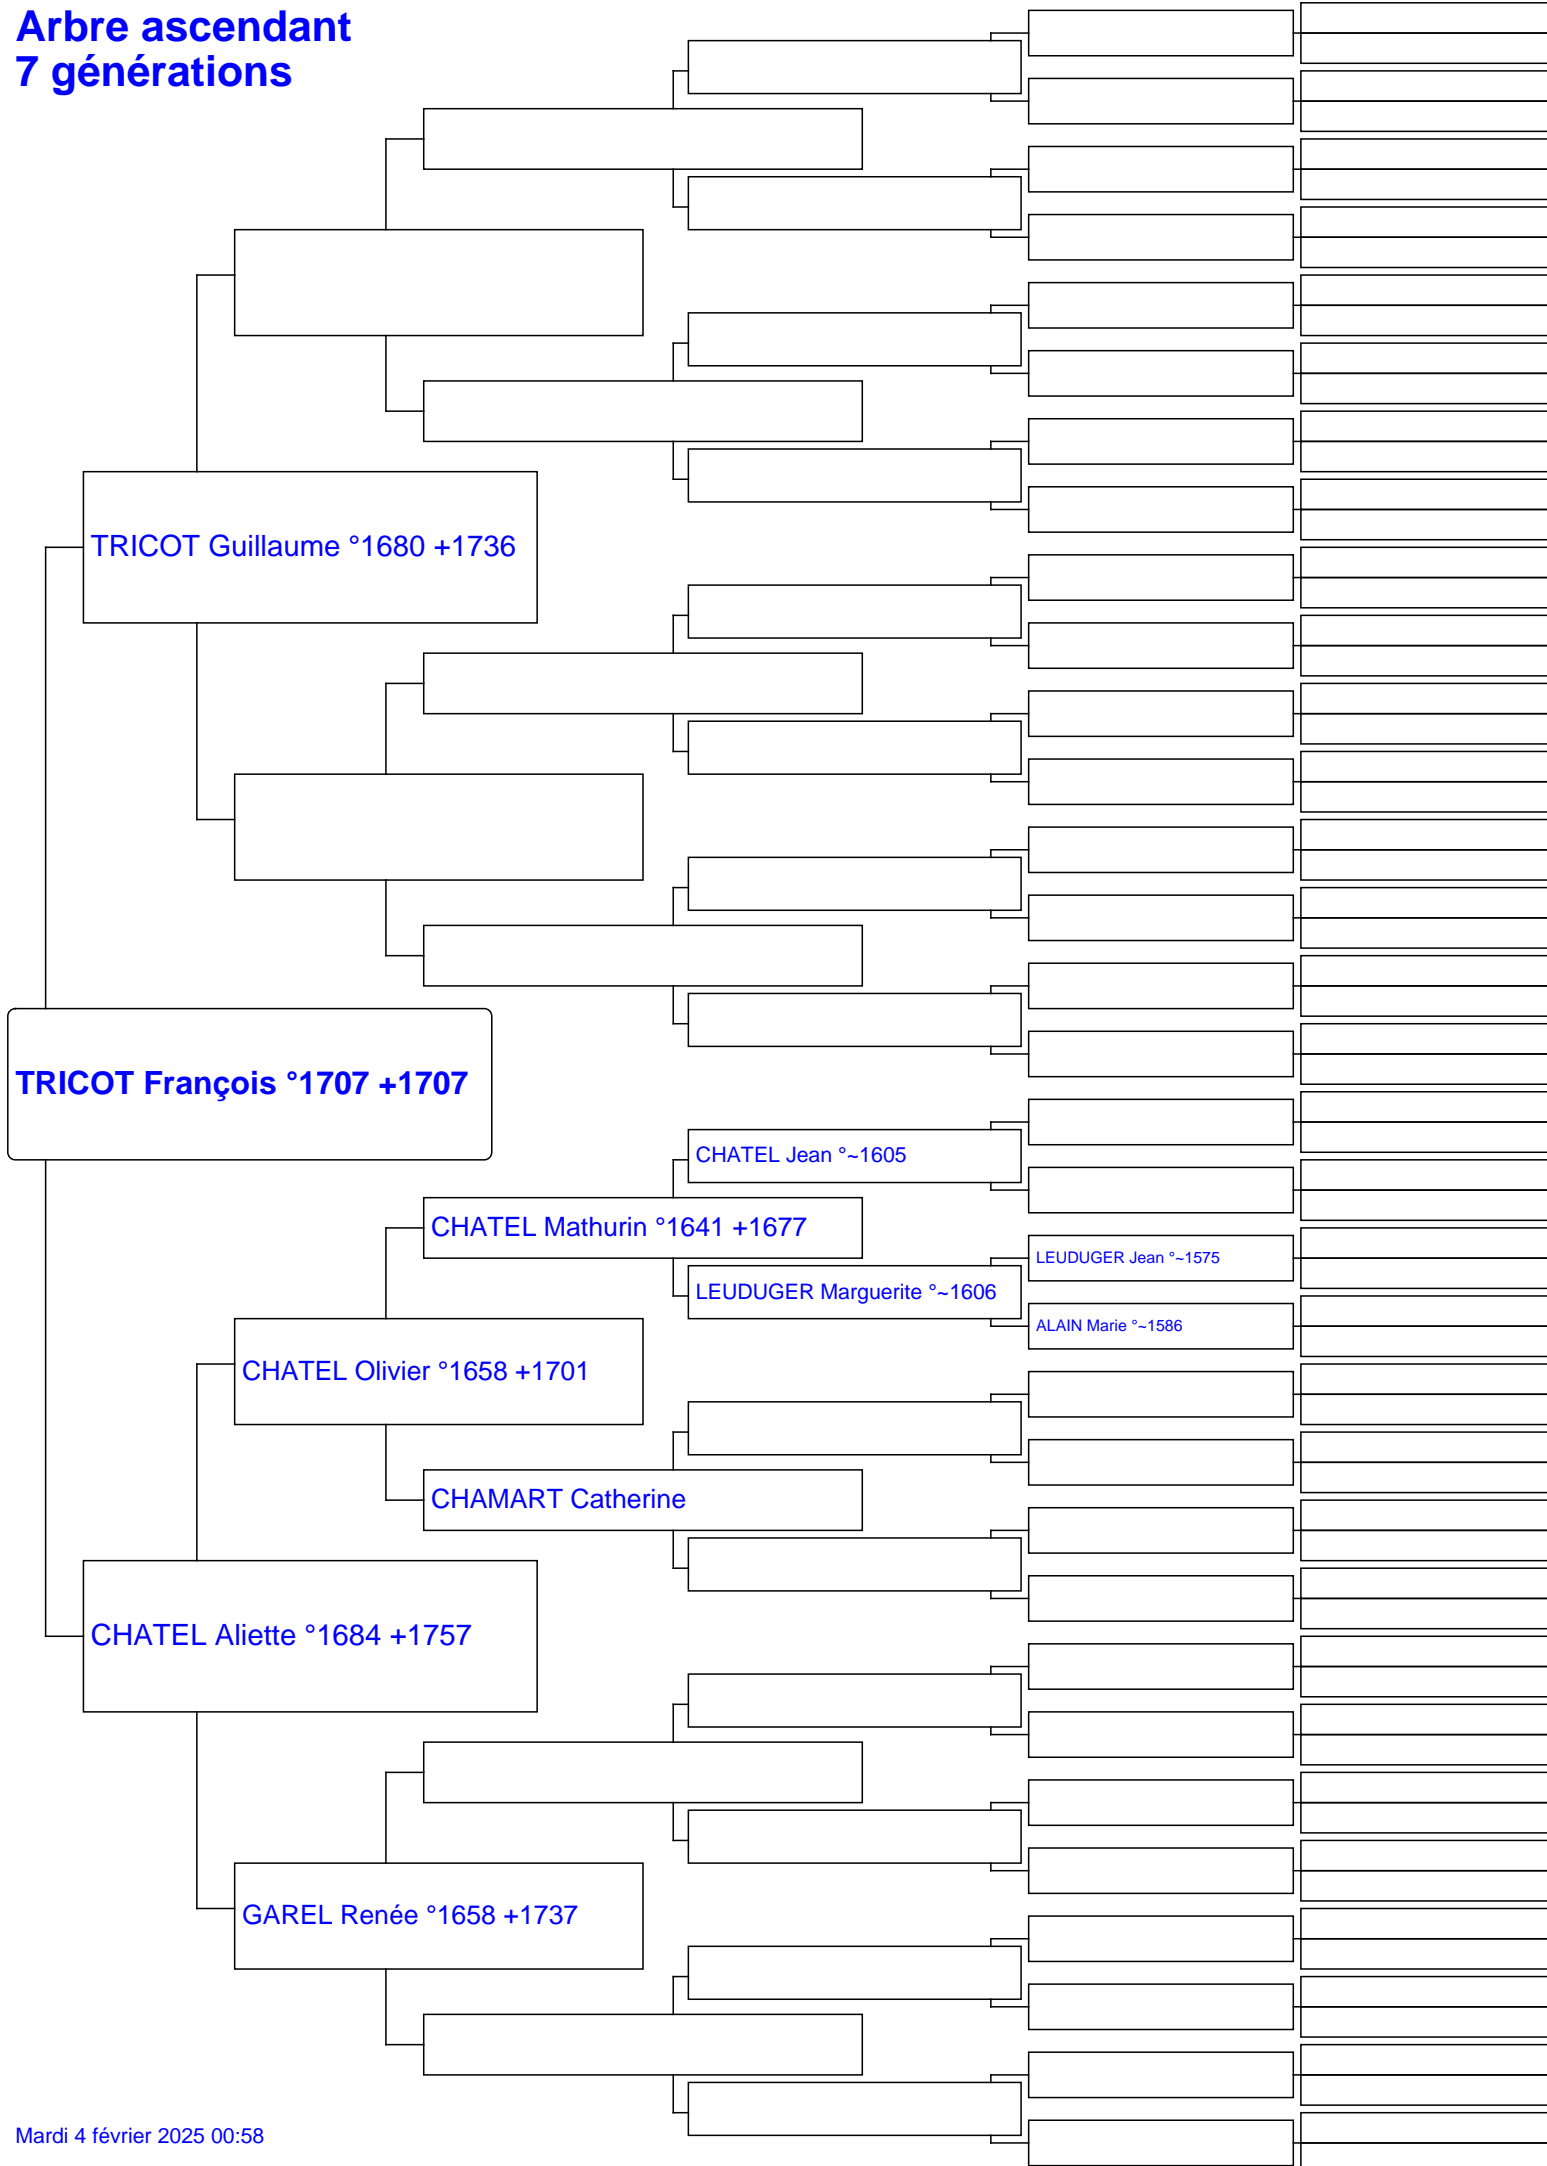 Arbre ascendant
7 générations
TRICOT Guillaume °1680 +1736
TRICOT François °1707 +1707
CHATEL Jean °~1605
CHATEL Mathurin °1641 +1677
LEUDUGER Jean °~1575
LEUDUGER Marguerite °~1606
ALAIN Marie °~1586
CHATEL Olivier °1658 +1701
CHAMART Catherine
CHATEL Aliette °1684 +1757
GAREL Renée °1658 +1737
Mardi 4 février 2025 00:58